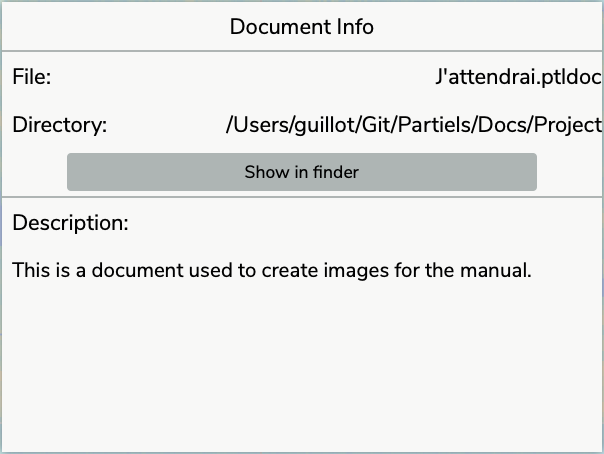 Document Info
File: J'attendrai.ptldoc
Directory: /Users/guillot/Git/Partiels/Docs/Project
Show in finder
Description:
This is a document used to create images for the manual.